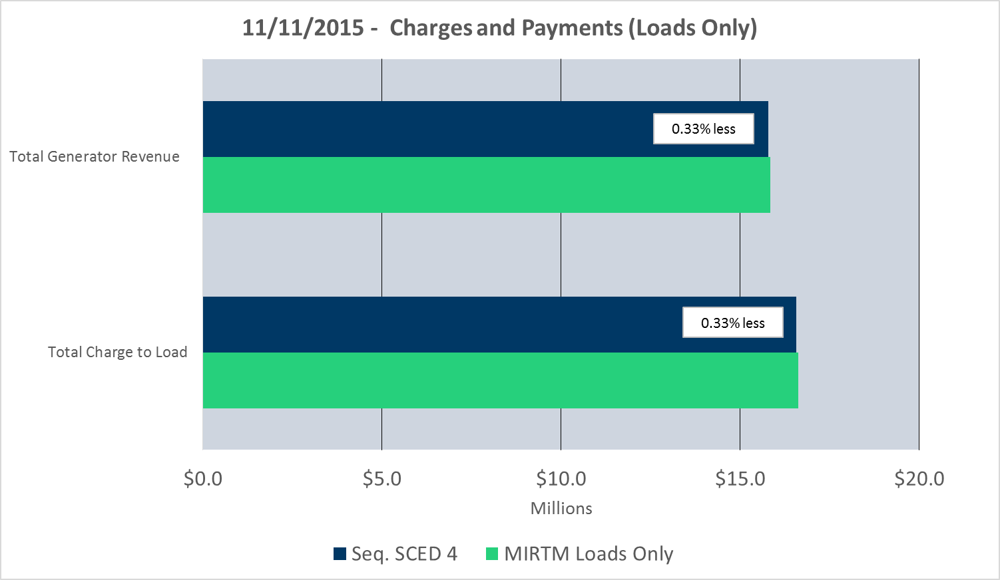 11/11/2015 -  Charges and Payments (Loads Only)
0.33% less
Total Generator Revenue
0.33% less
Total Charge to Load
$0.0 $5.0 $10.0 $15.0 $20.0
Millions
Seq. SCED 4 MIRTM Loads Only